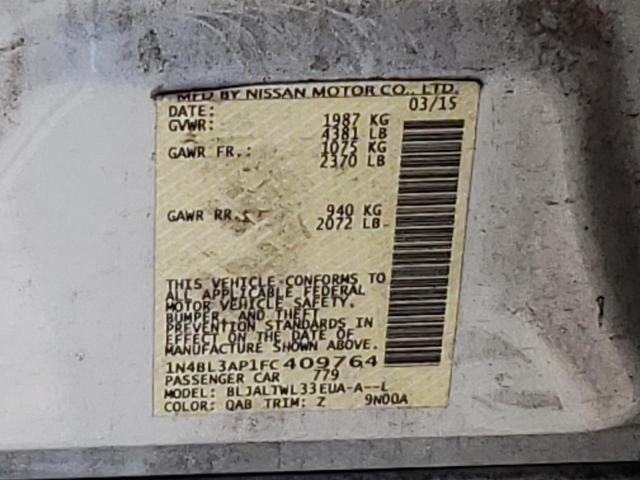 MFD BY NISSAN MOTOR CO., LTD.
DATE: 03/15
GVWR: 1987 KG
4381 LB
GAWR FR.: 1075 KG
2370 LB
GAWR RR.: 940 KG
2072 LB
THIS VEHICLE CONFORMS TO
ALL APPLICABLE FEDERAL
MOTOR VEHICLE SAFETY,
BUMPER, AND THEFT
PREVENTION STANDARDS IN
EFFECT ON THE DATE OF
MANUFACTURE SHOWN ABOVE.
1N4BL3AP1FC409764
PASSENGER CAR 779
MODEL: BLJALTWL33EUA-A--L
COLOR: QAB TRIM: Z 9N00A